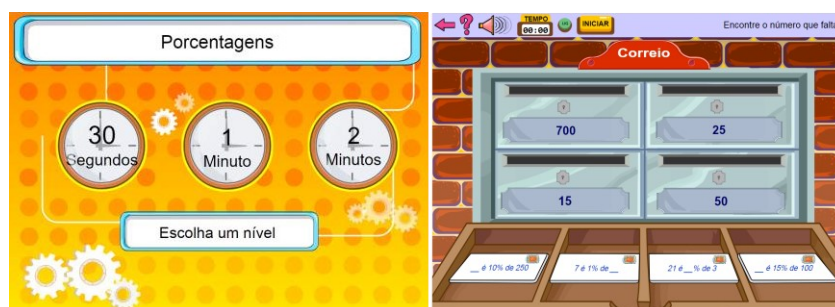 Porcentagens
30
Segundos
1
Minuto
2
Minutos
Escolha um nível
TEMPO
00:00
INICIAR
Encontre o número que falta
Correio
700
25
15
50
__ é 10% de 250
7 é 1% de __
21 é __% de 3
__ é 15% de 100